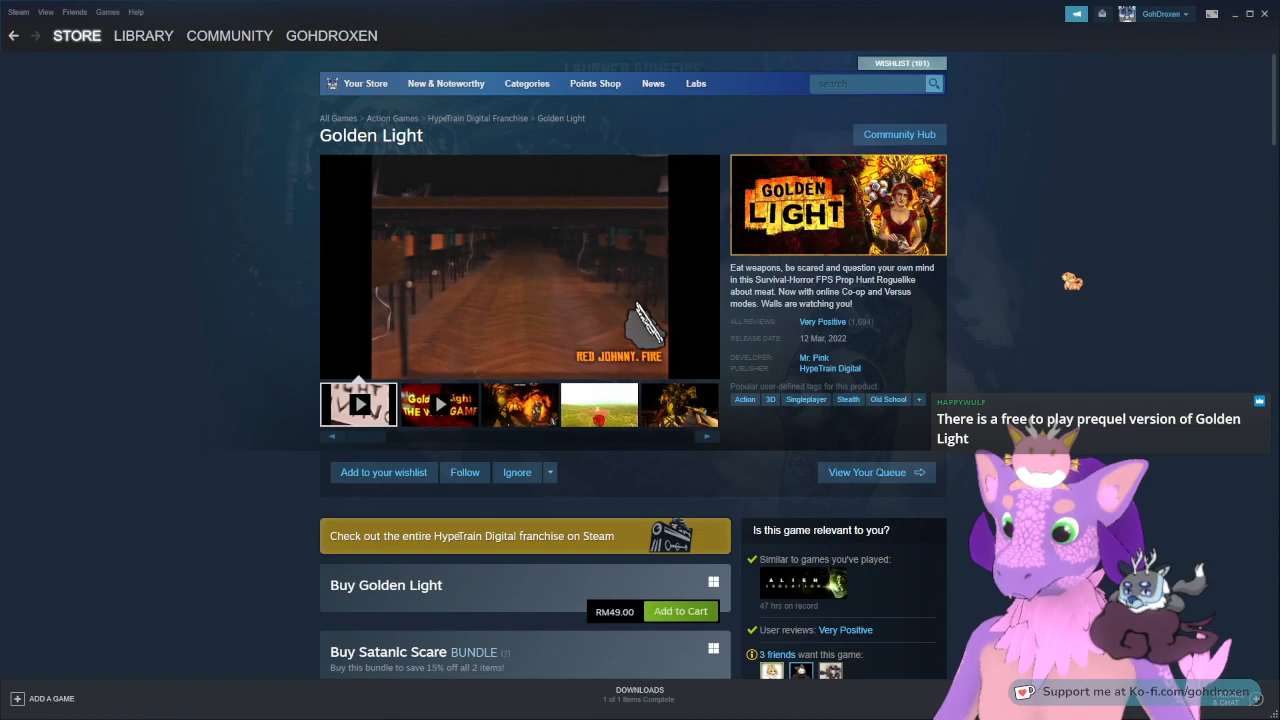 Steam View Friends Games Help
GohDroxen
STORE LIBRARY COMMUNITY GOHDROXEN
WISHLIST (101)
Your Store New & Noteworthy Categories Points Shop News Labs search
All Games > Action Games > HypeTrain Digital Franchise > Golden Light
Golden Light
Community Hub
GOLDEN
LIGHT
RED JOHNNY. FIRE
Eat weapons, be scared and question your own mind
in this Survival-Horror FPS Prop Hunt Roguelike
about meat. Now with online Co-op and Versus
modes. Walls are watching you!
ALL REVIEWS: Very Positive (1,694)
RELEASE DATE: 12 Mar, 2022
DEVELOPER: Mr. Pink
PUBLISHER: HypeTrain Digital
Popular user-defined tags for this product:
Action 3D Singleplayer Stealth Old School +
HAPPYWULF
There is a free to play prequel version of Golden
Light
Add to your wishlist Follow Ignore
View Your Queue
Check out the entire HypeTrain Digital franchise on Steam
Is this game relevant to you?
Similar to games you've played:
ALIEN
ISOLATION
47 hrs on record
Buy Golden Light
RM49.00 Add to Cart
User reviews: Very Positive
Buy Satanic Scare BUNDLE (?)
Buy this bundle to save 15% off all 2 items!
3 friends want this game:
ADD A GAME
DOWNLOADS
1 of 1 Items Complete
Support me at Ko-fi.com/gohdroxen
& CHAT